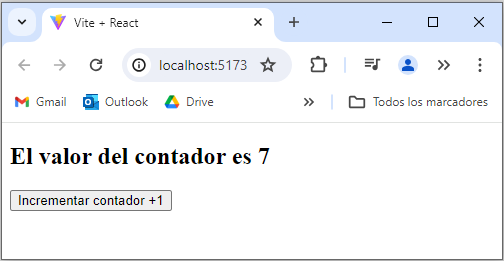 Vite + React
localhost:5173
Gmail Outlook Drive Todos los marcadores
El valor del contador es 7
Incrementar contador +1